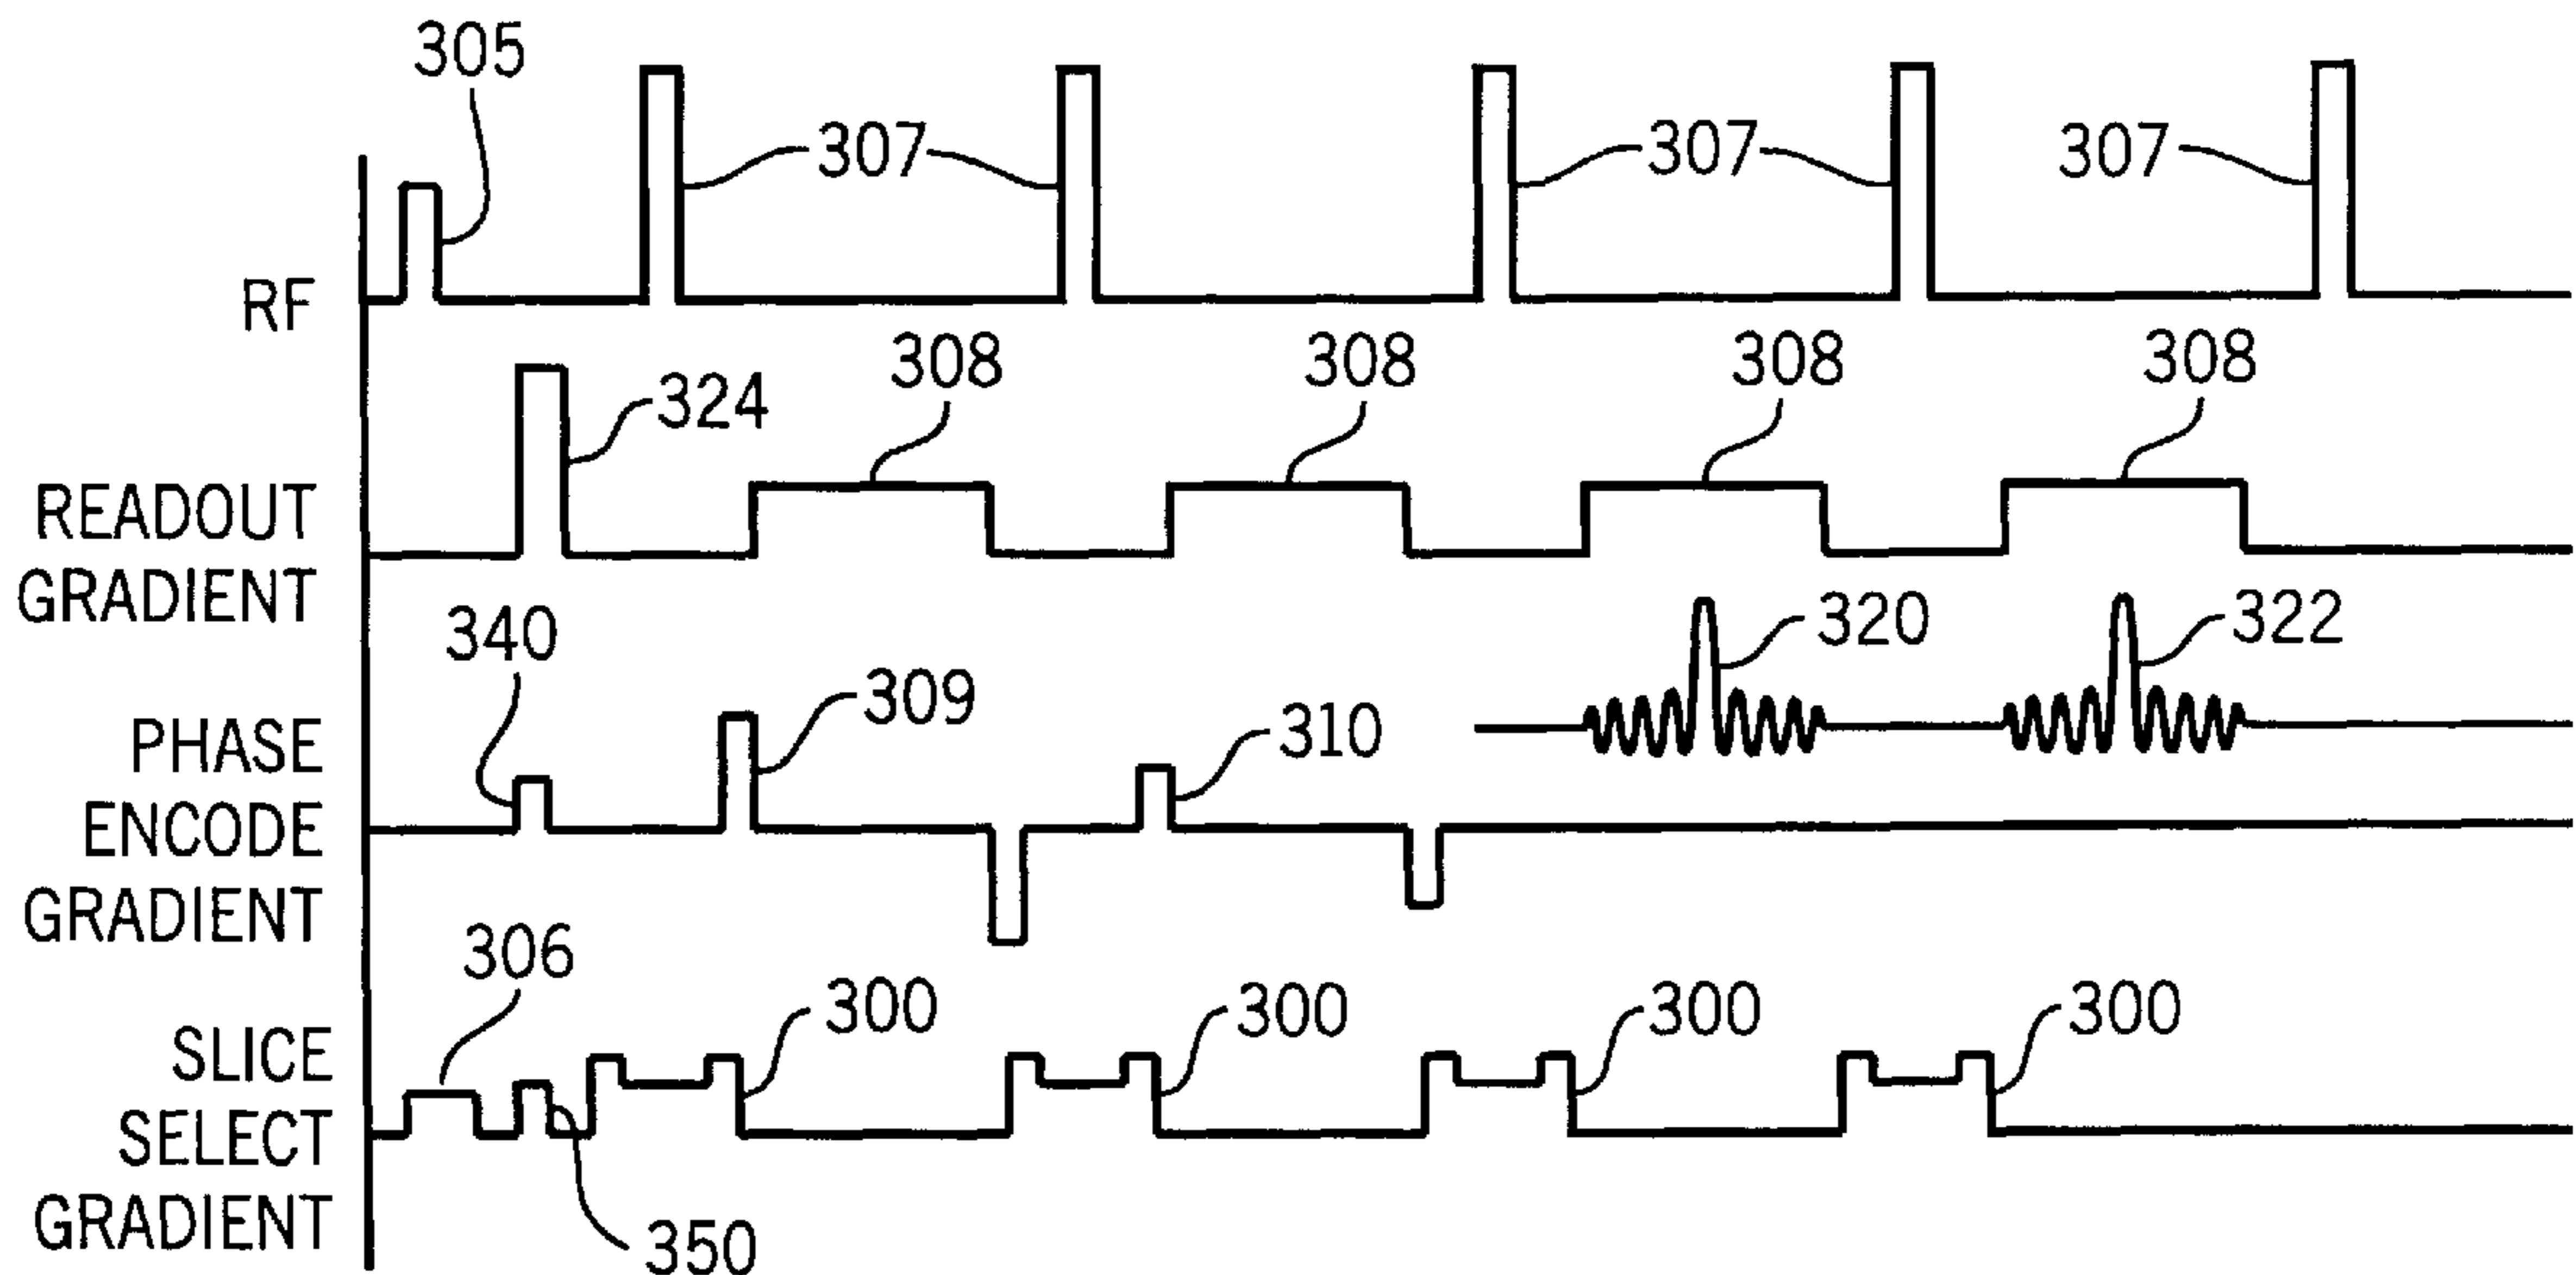 305
307
307
307
RF
308
308
308
308
324
READOUT
GRADIENT
340
309
320
322
310
PHASE
ENCODE
GRADIENT
306
300
300
300
300
SLICE
SELECT
GRADIENT
350